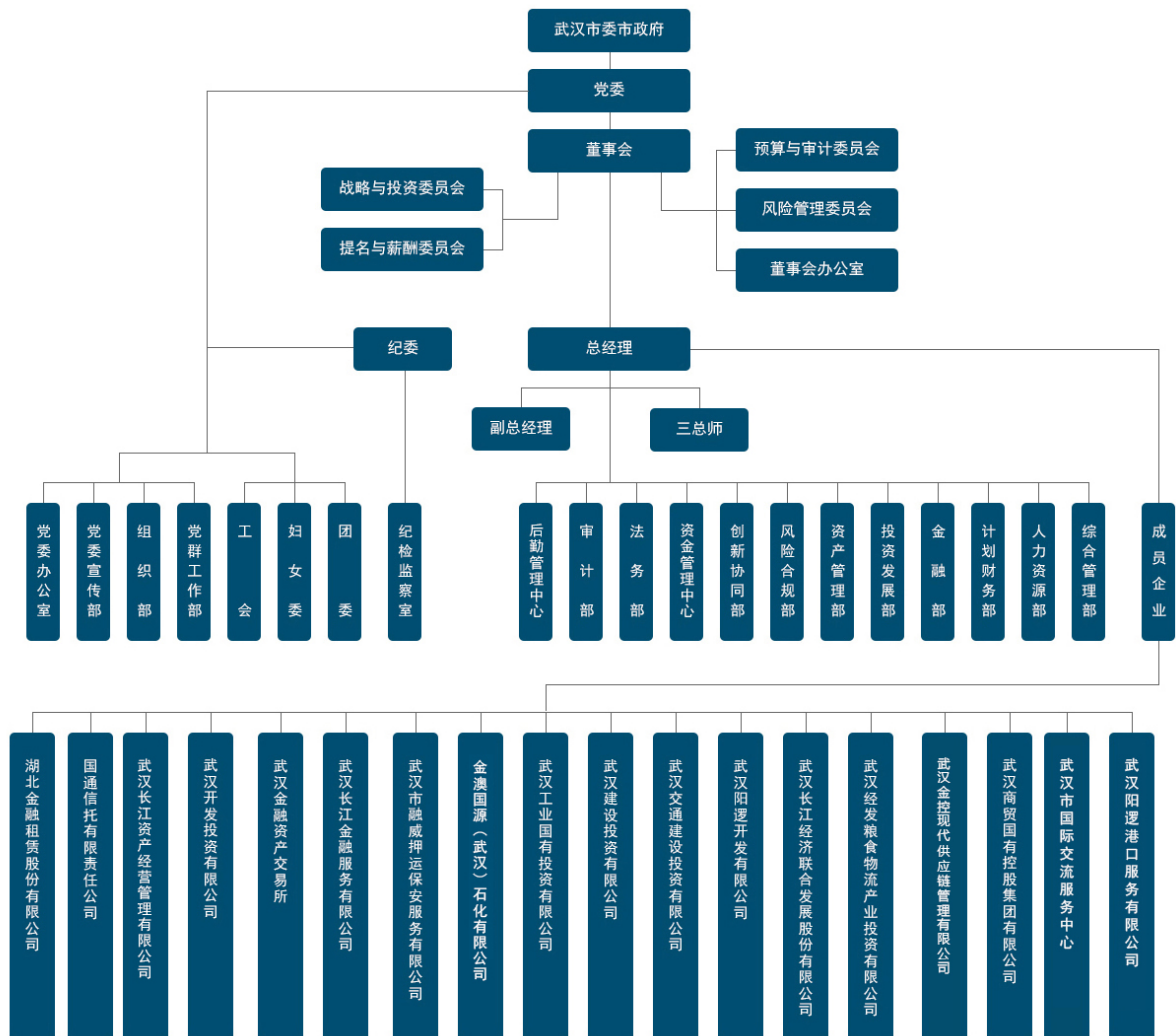 武汉市委市政府
党委
董事会
预算与审计委员会
战略与投资委员会
风险管理委员会
提名与薪酬委员会
董事会办公室
纪委
总经理
副总经理
三总师
党委办公室
党委宣传部
组织部
党群工作部
工会
妇女委
团委
纪检监察室
后勤管理中心
审计部
法务部
资金管理中心
创新协同部
风险合规部
资产管理部
投资发展部
金融部
计划财务部
人力资源部
综合管理部
成员企业
湖北金融租赁股份有限公司
国通信托有限责任公司
武汉长江资产经营管理有限公司
武汉开发投资有限公司
武汉金融资产交易所
武汉长江金融服务有限公司
武汉市融威押运保安服务有限公司
金澳国源（武汉）石化有限公司
武汉工业国有投资有限公司
武汉建设投资有限公司
武汉交通建设投资有限公司
武汉阳逻开发有限公司
武汉长江经济联合发展股份有限公司
武汉经发粮食物流产业投资有限公司
武汉金控现代供应链管理有限公司
武汉商贸国有控股集团有限公司
武汉市国际交流服务中心
武汉阳逻港口服务有限公司